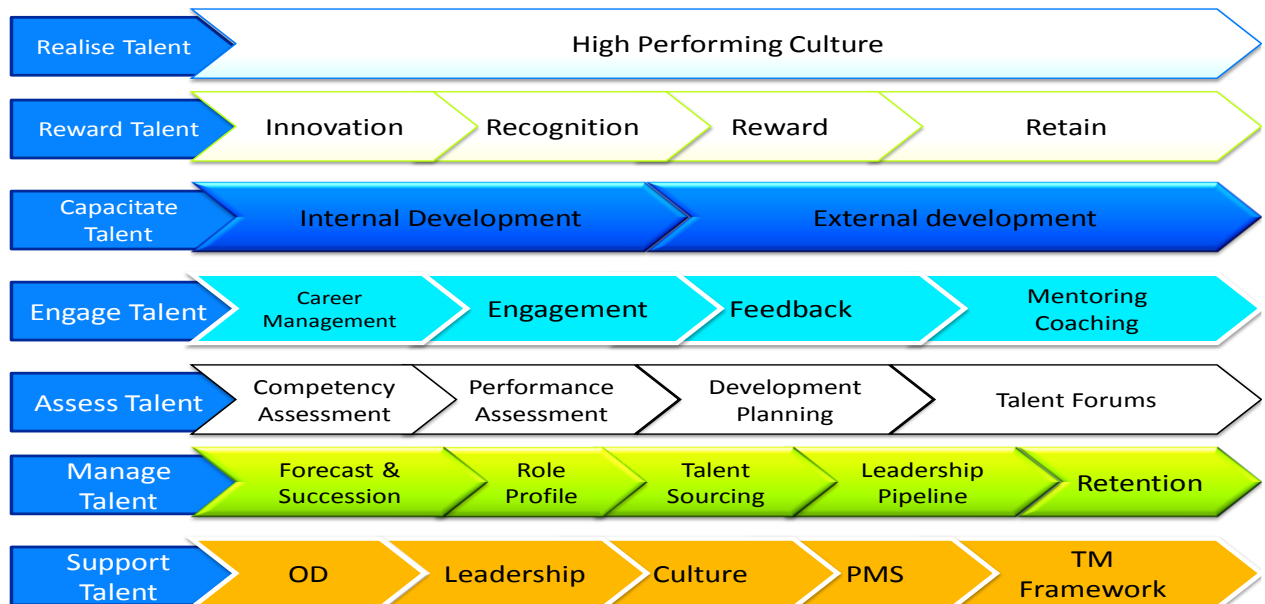 Realise Talent
High Performing Culture
Reward Talent
Innovation
Recognition
Reward
Retain
Capacitate
Talent
Internal Development
External development
Engage Talent
Career
Management
Engagement
Feedback
Mentoring
Coaching
Assess Talent
Competency
Assessment
Performance
Assessment
Development
Planning
Talent Forums
Manage
Talent
Forecast &
Succession
Role
Profile
Talent
Sourcing
Leadership
Pipeline
Retention
Support
Talent
OD
Leadership
Culture
PMS
TM
Framework